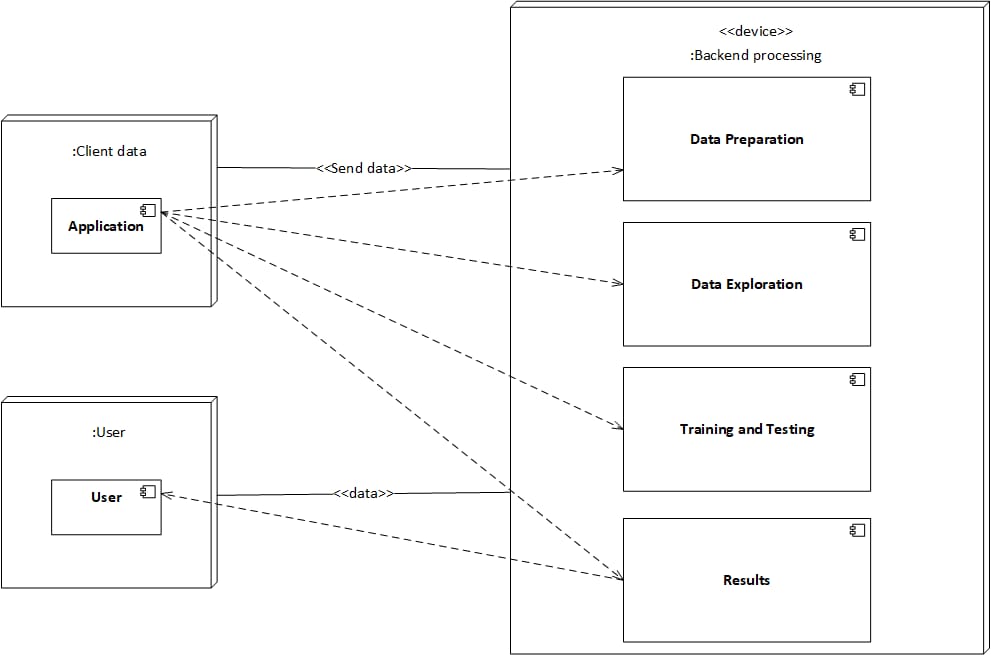 <<device>>
:Backend processing
Data Preparation
:Client data
<<Send data>>
Application
Data Exploration
Training and Testing
:User
User
<<data>>
Results